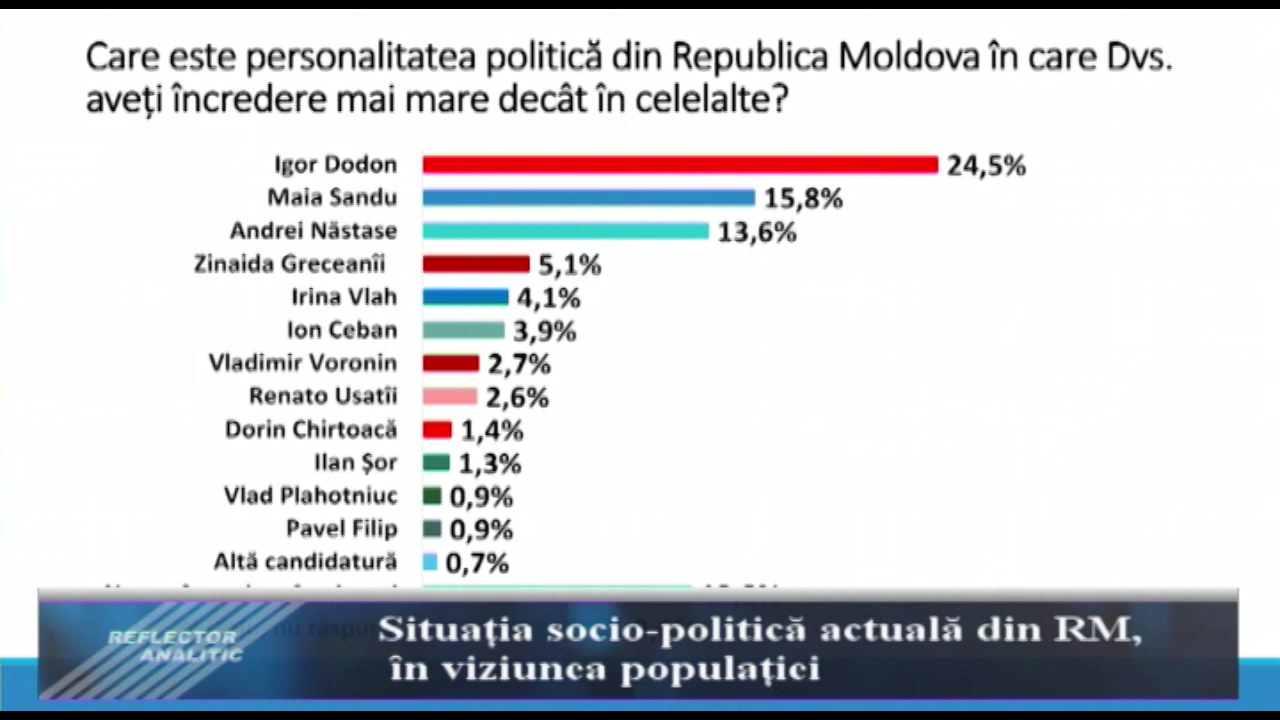 Care este personalitatea politică din Republica Moldova în care Dvs.
aveți încredere mai mare decât în celelalte?
Igor Dodon 24,5%
Maia Sandu 15,8%
Andrei Năstase 13,6%
Zinaida Greceanîi 5,1%
Irina Vlah 4,1%
Ion Ceban 3,9%
Vladimir Voronin 2,7%
Renato Usatîi 2,6%
Dorin Chirtoacă 1,4%
Ilan Șor 1,3%
Vlad Plahotniuc 0,9%
Pavel Filip 0,9%
Altă candidatură 0,7%
REFLECTOR
ANALITIC
Situația socio-politică actuală din RM,
în viziunea populației